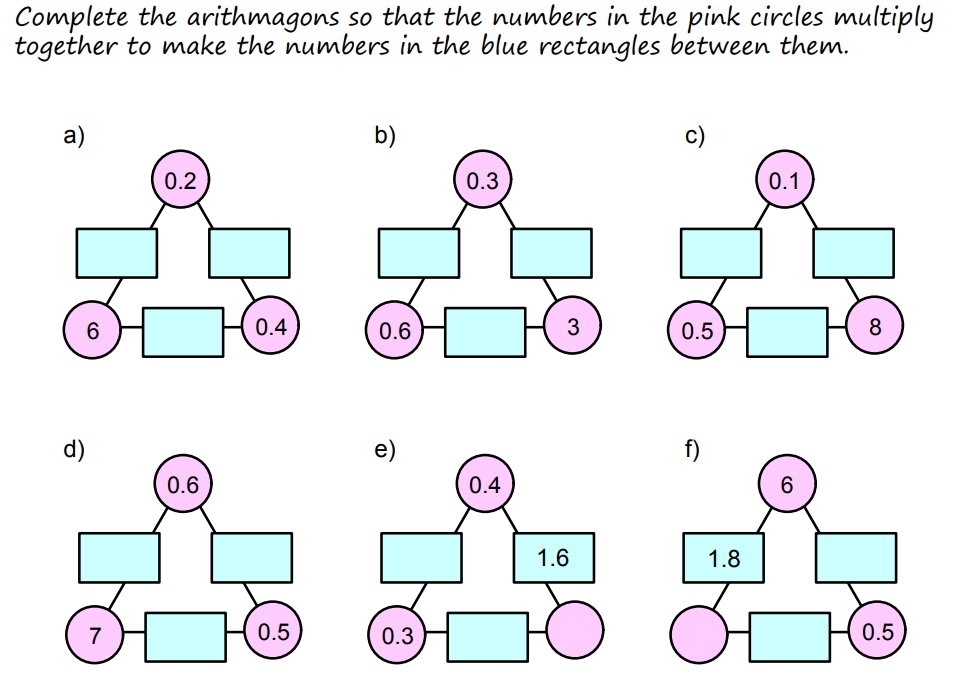 Complete the arithmagons so that the numbers in the pink circles multiply
together to make the numbers in the blue rectangles between them.
a) b) c)
0.2 0.3 0.1
6 0.4 0.6 3 0.5 8
d) e) f)
0.6 0.4 6
1.6 1.8
7 0.5 0.3 0.5